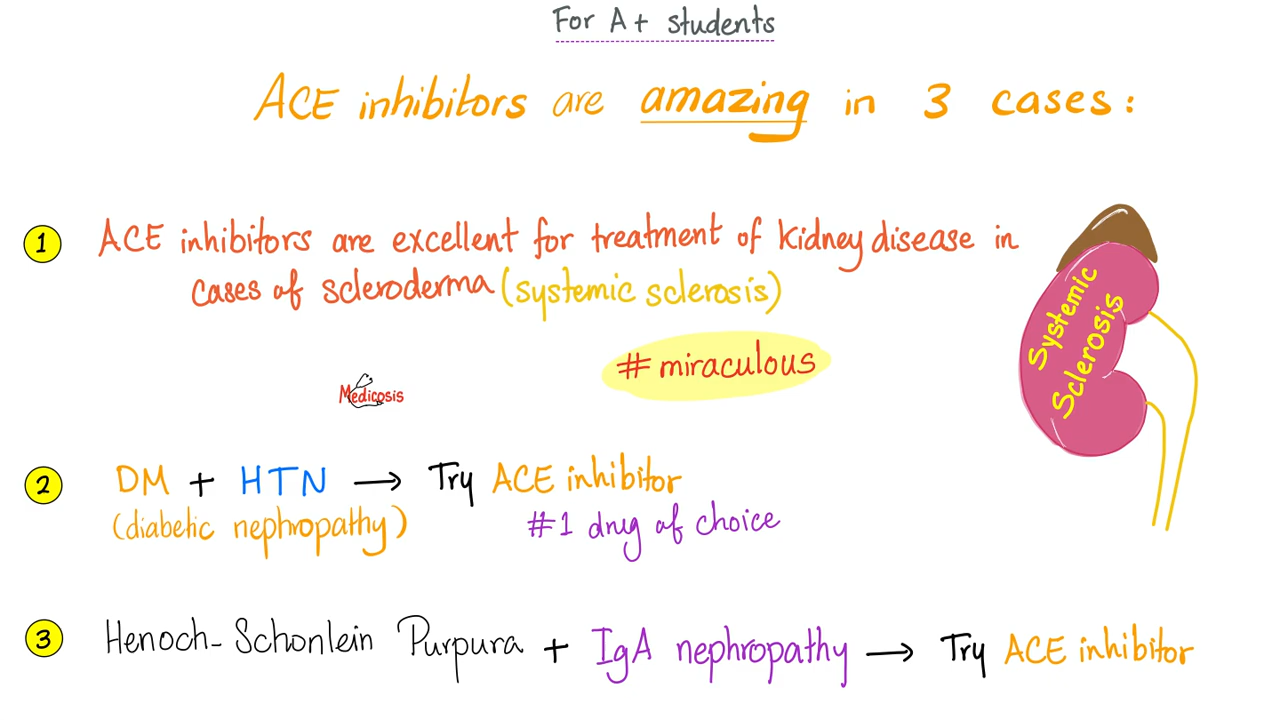 For A+ students
ACE inhibitors are amazing in 3 cases:
1 ACE inhibitors are excellent for treatment of kidney disease in
cases of scleroderma (systemic sclerosis)
# miraculous
Systemic
Sclerosis
Medicosis
2 DM + HTN → Try ACE inhibitor
(diabetic nephropathy) #1 drug of choice
3 Henoch-Schonlein Purpura + IgA nephropathy → Try ACE inhibitor